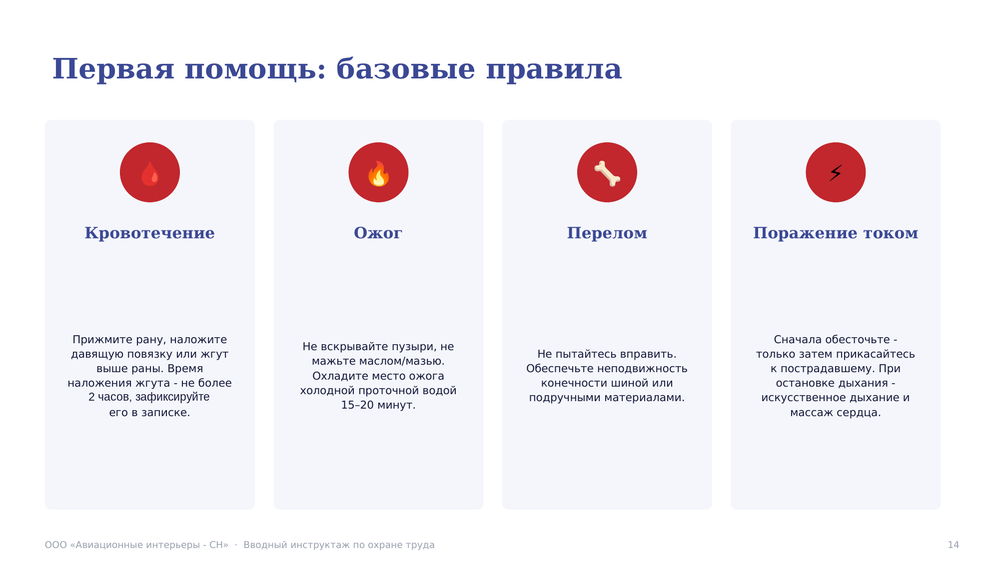 Первая помощь: базовые правила
Кровотечение
Прижмите рану, наложите
давящую повязку или жгут
выше раны. Время
наложения жгута - не более
2 часов, зафиксируйте
его в записке.
Ожог
Не вскрывайте пузыри, не
мажьте маслом/мазью.
Охладите место ожога
холодной проточной водой
15–20 минут.
Перелом
Не пытайтесь вправить.
Обеспечьте неподвижность
конечности шиной или
подручными материалами.
Поражение током
Сначала обесточьте -
только затем прикасайтесь
к пострадавшему. При
остановке дыхания -
искусственное дыхание и
массаж сердца.
ООО «Авиационные интерьеры - СН» · Вводный инструктаж по охране труда
14